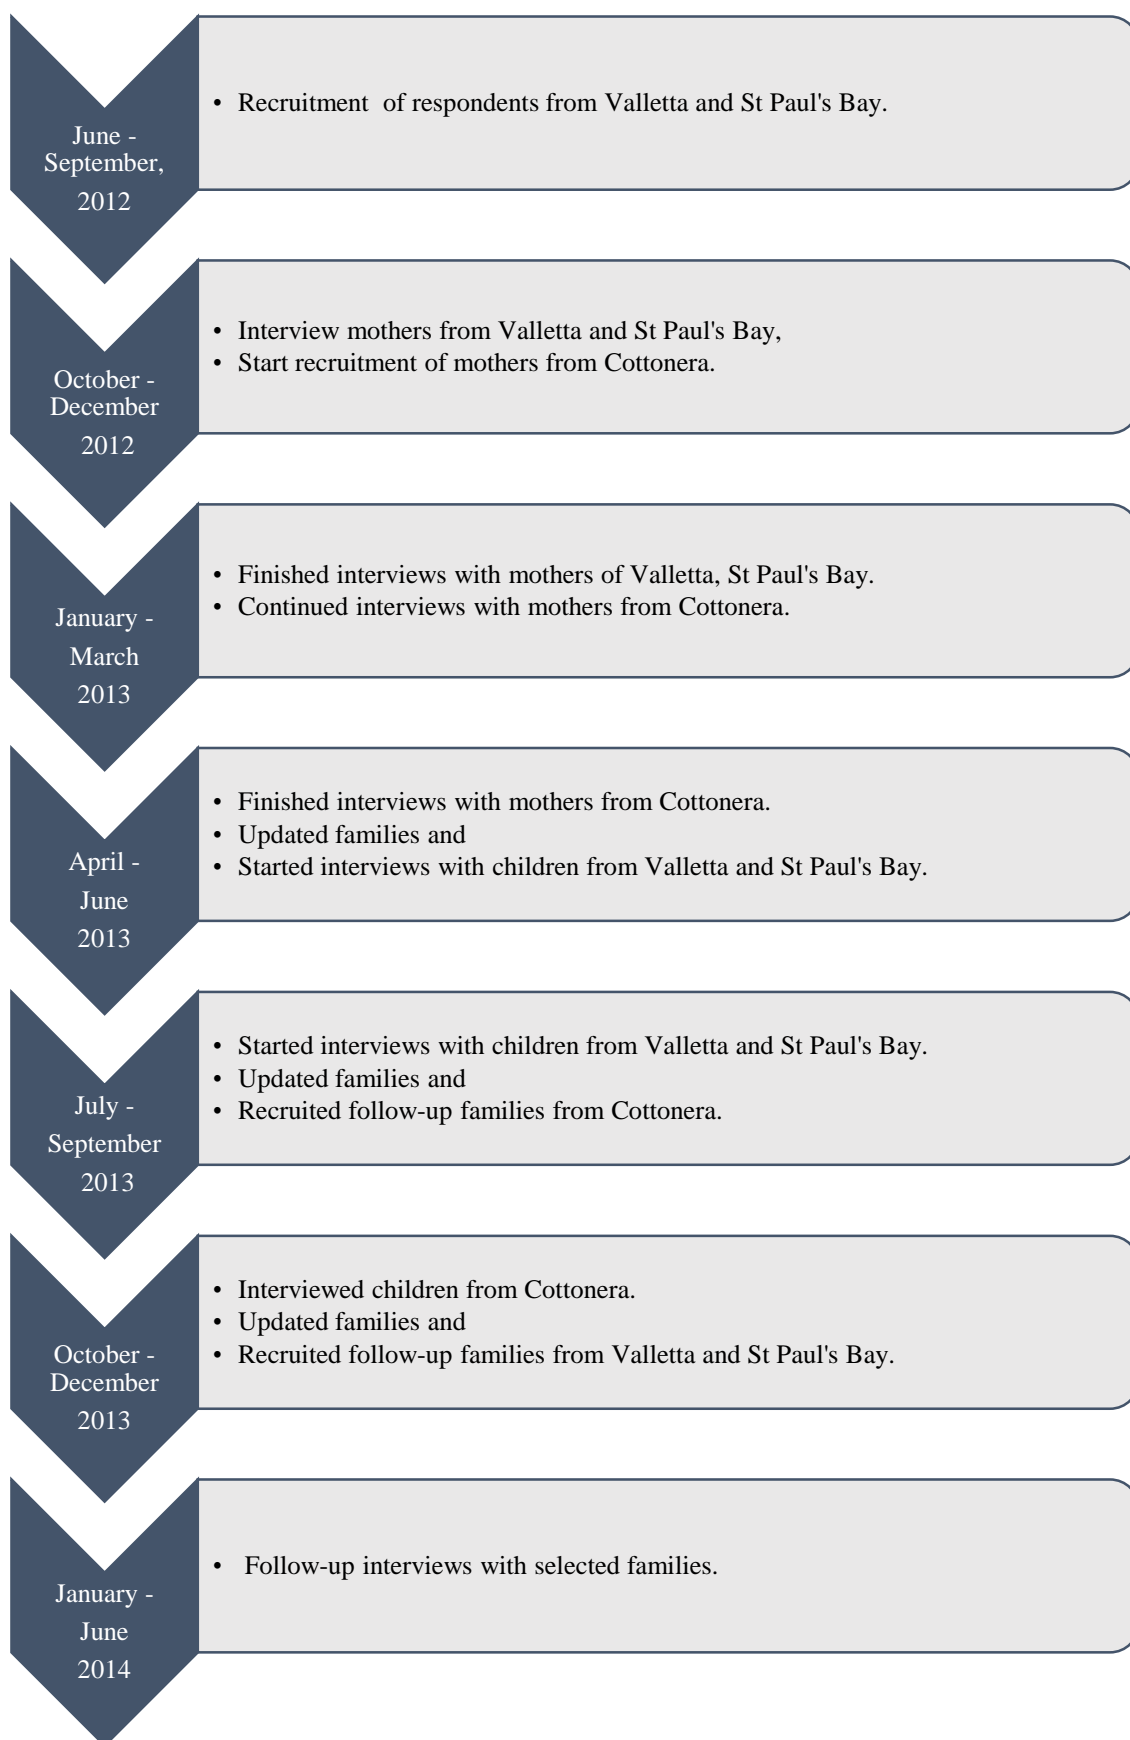 June -
September,
2012
• Recruitment  of respondents from Valletta and St Paul's Bay.
October -
December
2012
• Interview mothers from Valletta and St Paul's Bay,
• Start recruitment of mothers from Cottonera.
January -
March
2013
• Finished interviews with mothers of Valletta, St Paul's Bay.
• Continued interviews with mothers from Cottonera.
April -
June
2013
• Finished interviews with mothers from Cottonera.
• Updated families and
• Started interviews with children from Valletta and St Paul's Bay.
July -
September
2013
• Started interviews with children from Valletta and St Paul's Bay.
• Updated families and
• Recruited follow-up families from Cottonera.
October -
December
2013
• Interviewed children from Cottonera.
• Updated families and
• Recruited follow-up families from Valletta and St Paul's Bay.
January -
June
2014
• Follow-up interviews with selected families.